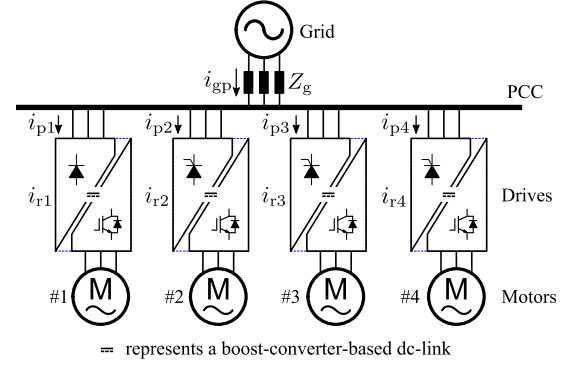 Grid
i_gp Z_g
PCC
i_p1 i_p2 i_p3 i_p4
i_r1 i_r2 i_r3 i_r4 Drives
#1 M #2 M #3 M #4 M Motors
represents a boost-converter-based dc-link